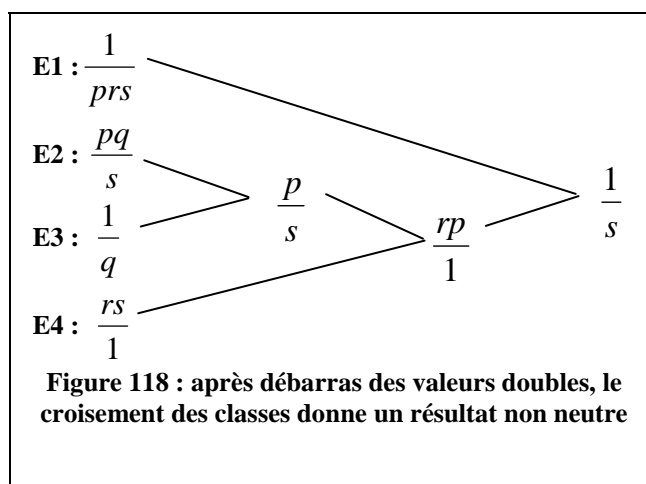 E1 : 1/prs
E2 : pq/s
E3 : 1/q
E4 : rs/1
p/s
rp/1
1/s
Figure 118 : après débarras des valeurs doubles, le
croisement des classes donne un résultat non neutre